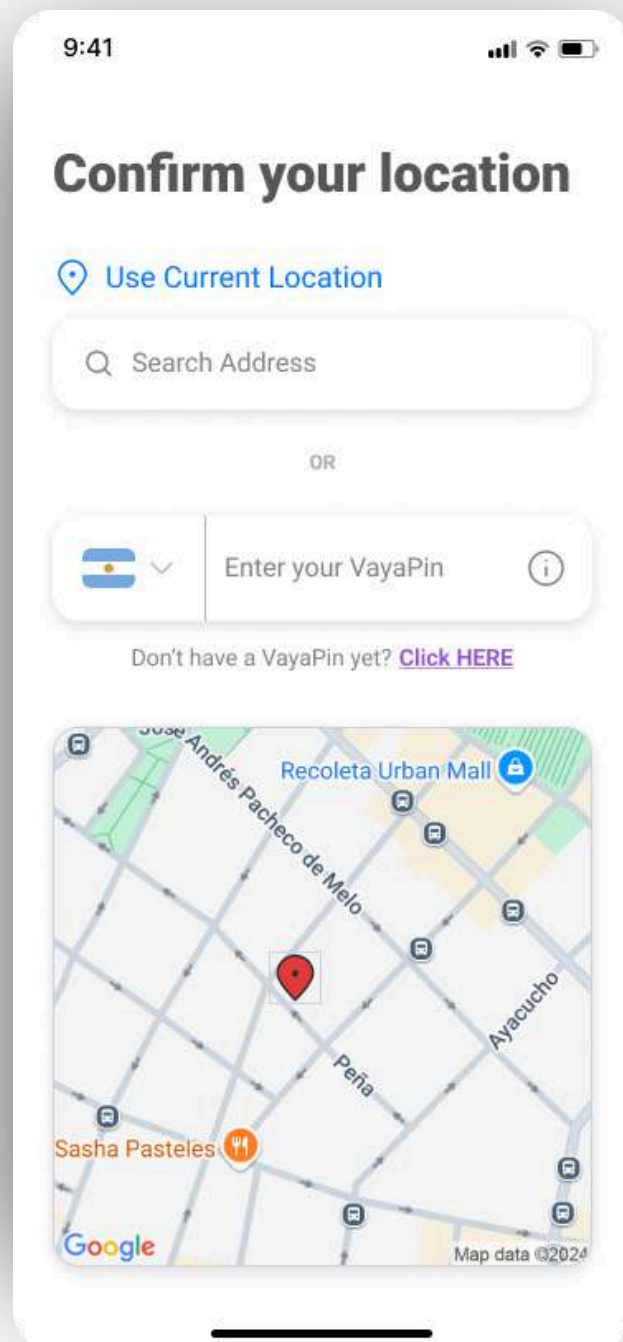 9:41
Confirm your location
Use Current Location
Search Address
OR
Enter your VayaPin
Don't have a VayaPin yet? Click HERE
José Andrés Pacheco de Melo
Recoleta Urban Mall
Ayacucho
Peña
Sasha Pasteles
Google
Map data ©2024